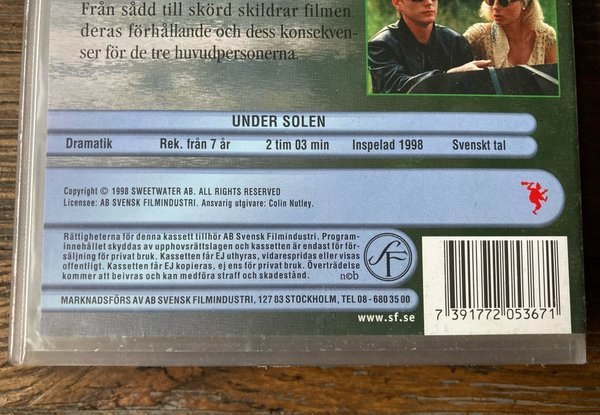 Från sådd till skörd skildrar filmen
deras förhållande och dess konsekven-
ser för de tre huvudpersonerna.
UNDER SOLEN
Dramatik Rek. från 7 år 2 tim 03 min Inspelad 1998 Svenskt tal
Copyright © 1998 SWEETWATER AB. ALL RIGHTS RESERVED
Licensee: AB SVENSK FILMINDUSTRI. Ansvarig utgivare: Colin Nutley.
Rättigheterna för denna kassett tillhör AB Svensk Filmindustri. Program-
innehållet skyddas av upphovsrättslagen och kassetten är endast för för-
säljning för privat bruk. Kassetten får EJ uthyras, vidarespridas eller visas
offentligt. Kassetten får EJ kopieras, ej ens för privat bruk. Överträdelse
kommer att beivras och kan medföra straff och skadestånd.
ncb
SF
MARKNADSFÖRS AV AB SVENSK FILMINDUSTRI, 127 83 STOCKHOLM, TEL 08 - 680 35 00
www.sf.se
7 391772 053671